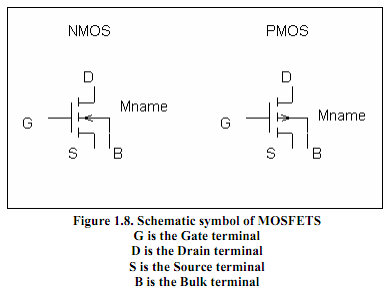 NMOS PMOS
D D
Mname Mname
G G
S B S B
Figure 1.8. Schematic symbol of MOSFETS
G is the Gate terminal
D is the Drain terminal
S is the Source terminal
B is the Bulk terminal